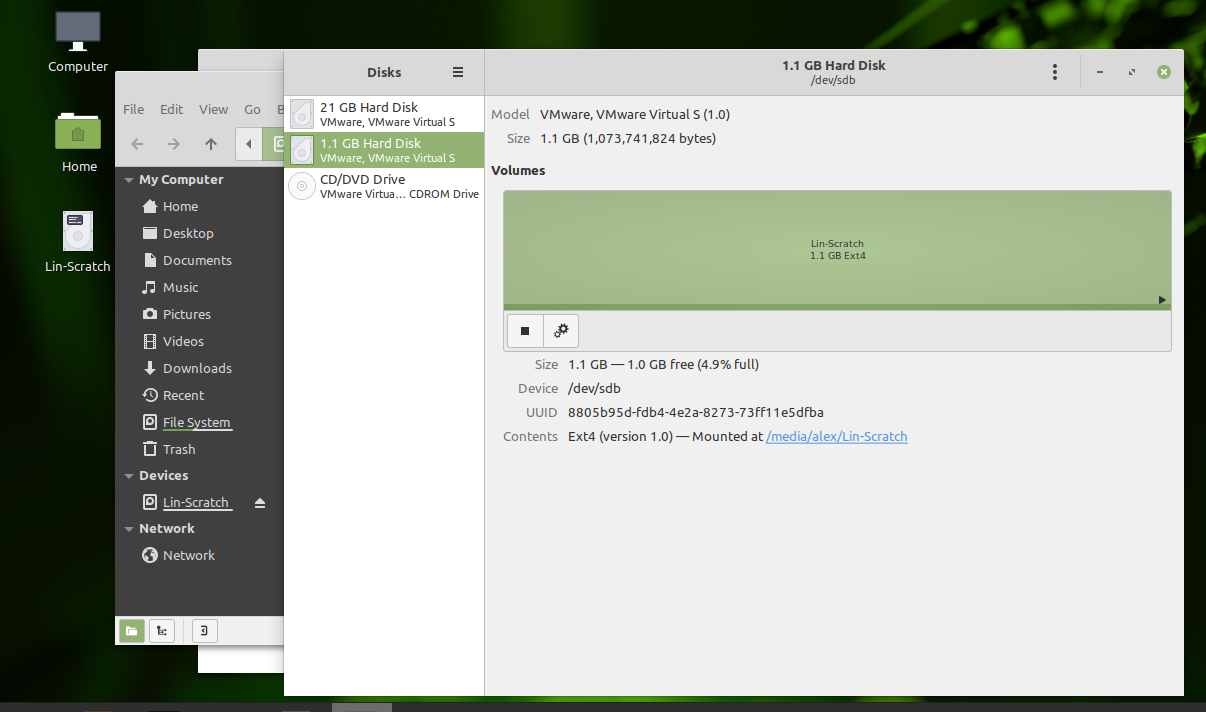 Computer
Home
Lin-Scratch
File Edit View Go B
My Computer
Home
Desktop
Documents
Music
Pictures
Videos
Downloads
Recent
File System
Trash
Devices
Lin-Scratch
Network
Network
Disks
21 GB Hard Disk
VMware, VMware Virtual S
1.1 GB Hard Disk
VMware, VMware Virtual S
CD/DVD Drive
VMware Virtua... CDROM Drive
1.1 GB Hard Disk
/dev/sdb
Model VMware, VMware Virtual S (1.0)
Size 1.1 GB (1,073,741,824 bytes)
Volumes
Lin-Scratch
1.1 GB Ext4
Size 1.1 GB — 1.0 GB free (4.9% full)
Device /dev/sdb
UUID 8805b95d-fdb4-4e2a-8273-73ff11e5dfba
Contents Ext4 (version 1.0) — Mounted at /media/alex/Lin-Scratch